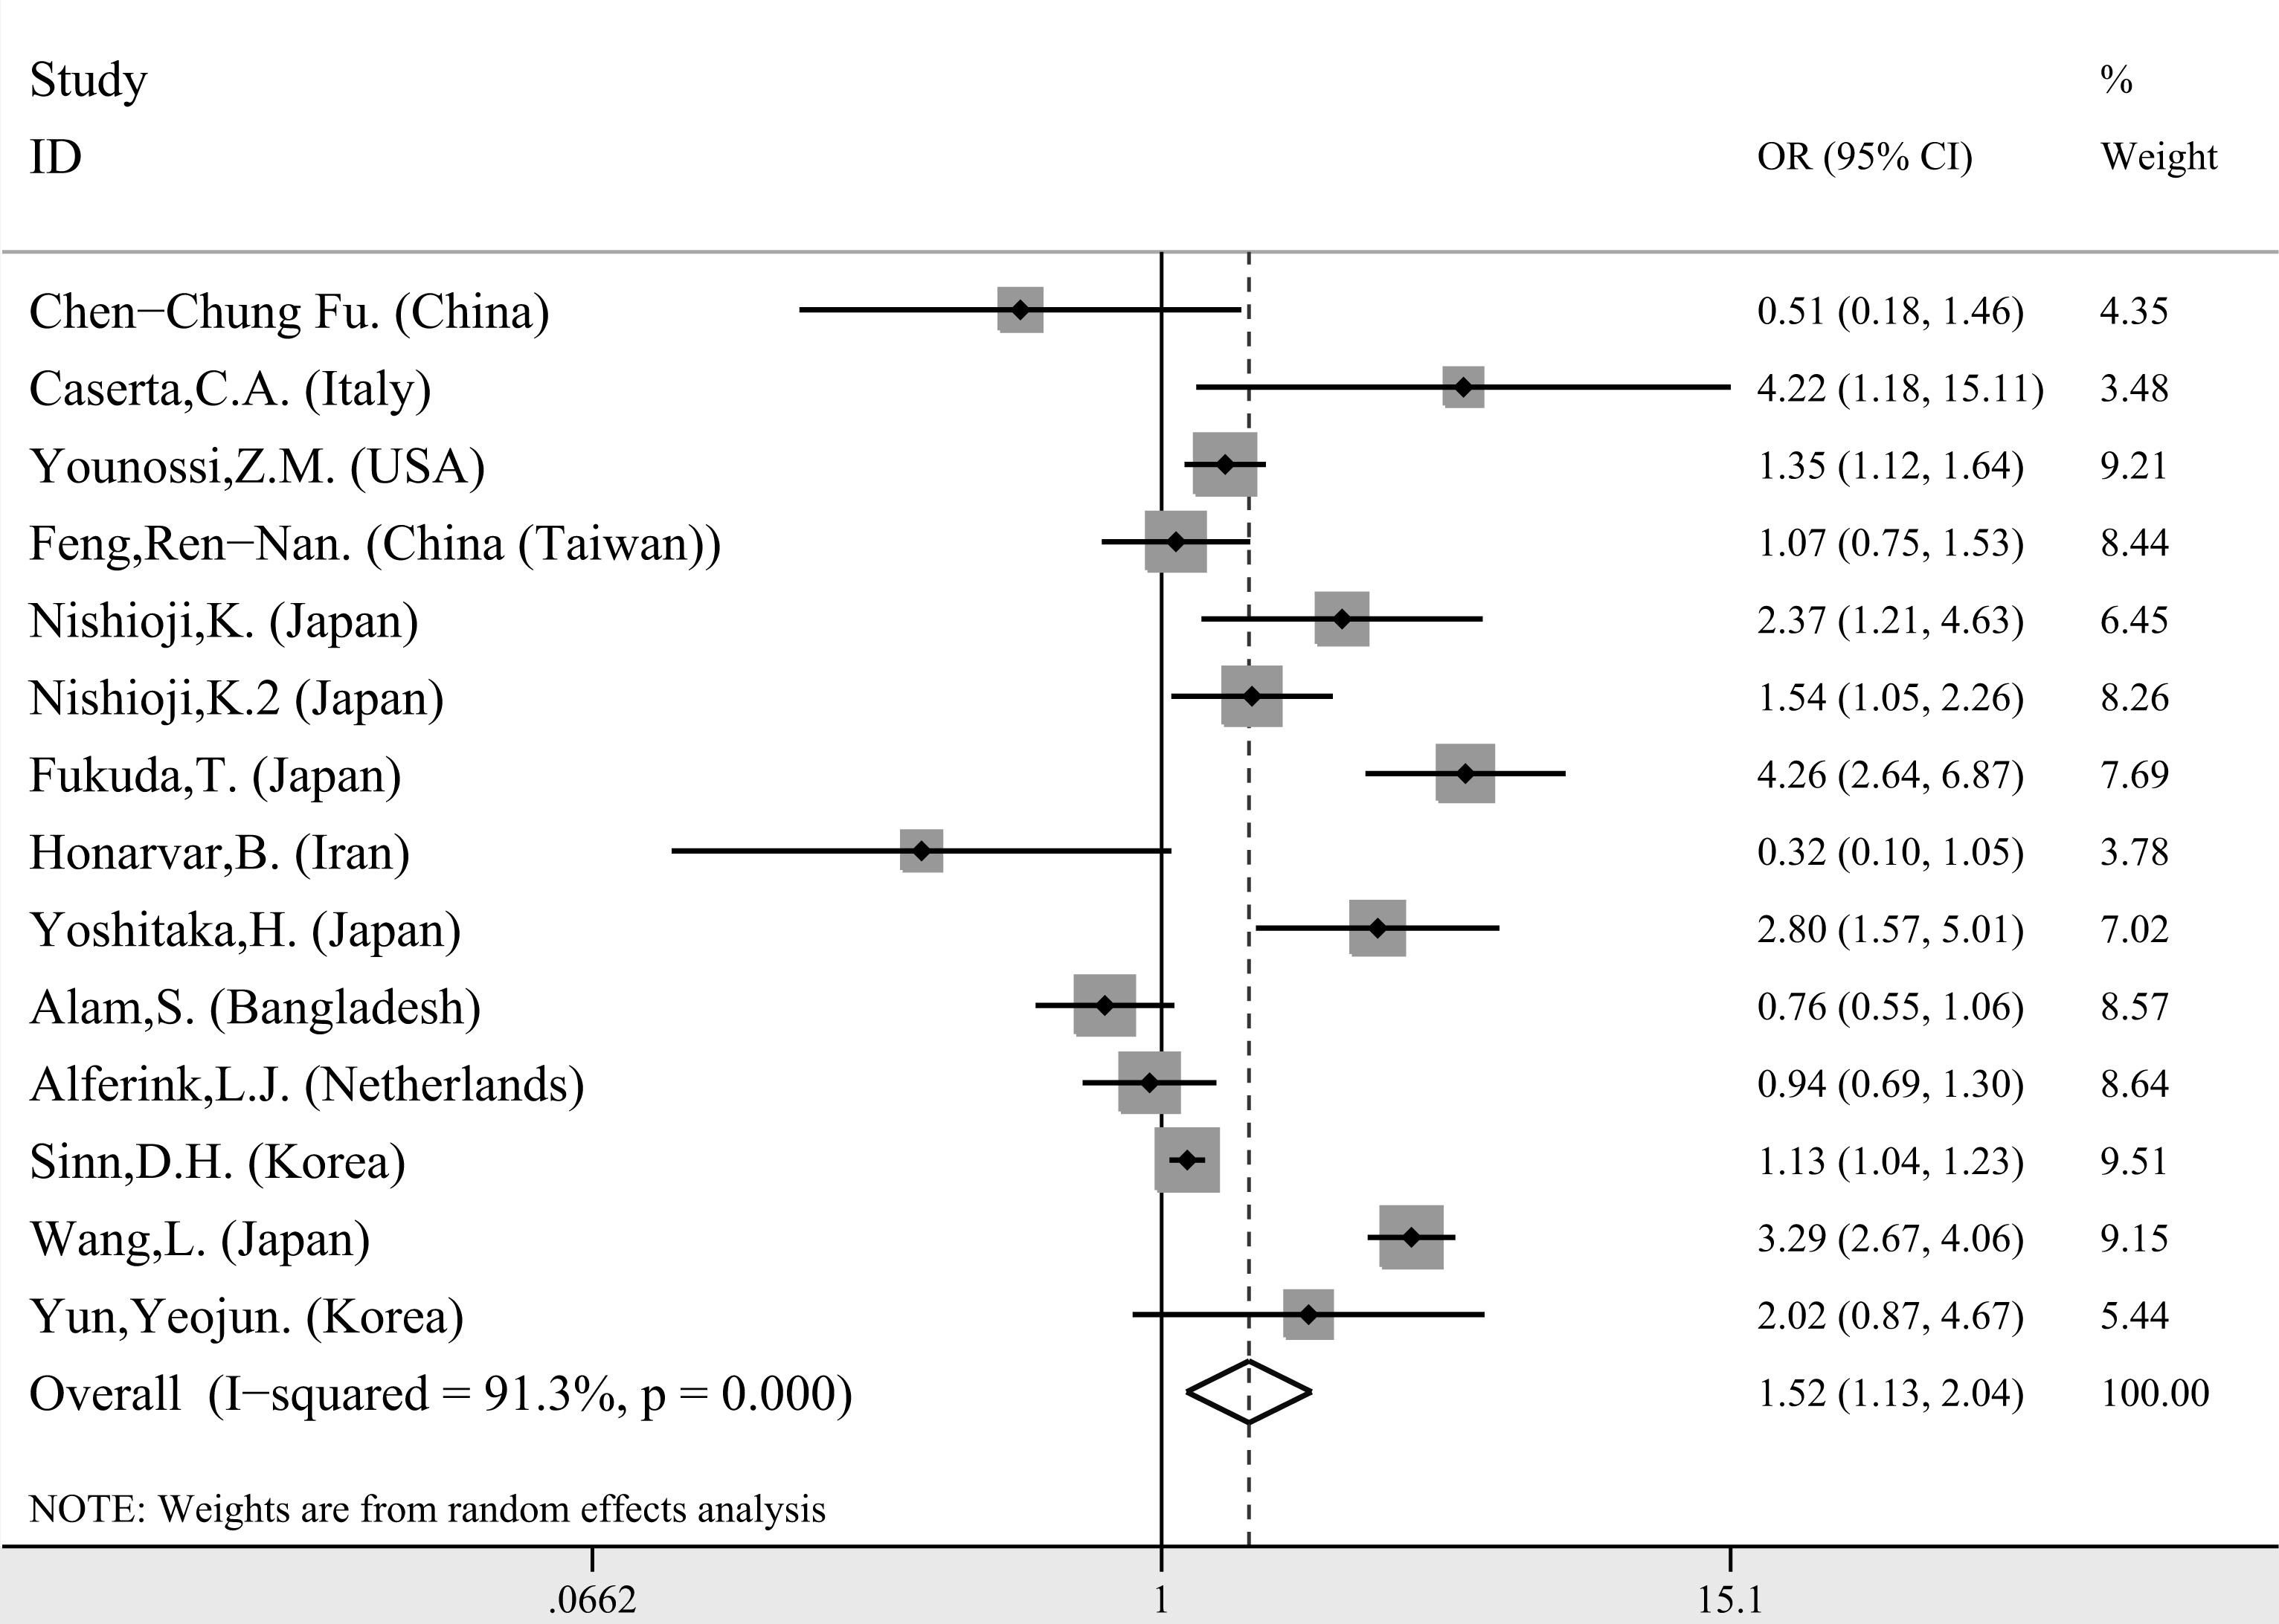 Study %
ID OR (95% CI) Weight
Chen−Chung Fu. (China) 0.51 (0.18, 1.46) 4.35
Caserta,C.A. (Italy) 4.22 (1.18, 15.11) 3.48
Younossi,Z.M. (USA) 1.35 (1.12, 1.64) 9.21
Feng,Ren−Nan. (China (Taiwan)) 1.07 (0.75, 1.53) 8.44
Nishioji,K. (Japan) 2.37 (1.21, 4.63) 6.45
Nishioji,K.2 (Japan) 1.54 (1.05, 2.26) 8.26
Fukuda,T. (Japan) 4.26 (2.64, 6.87) 7.69
Honarvar,B. (Iran) 0.32 (0.10, 1.05) 3.78
Yoshitaka,H. (Japan) 2.80 (1.57, 5.01) 7.02
Alam,S. (Bangladesh) 0.76 (0.55, 1.06) 8.57
Alferink,L.J. (Netherlands) 0.94 (0.69, 1.30) 8.64
Sinn,D.H. (Korea) 1.13 (1.04, 1.23) 9.51
Wang,L. (Japan) 3.29 (2.67, 4.06) 9.15
Yun,Yeojun. (Korea) 2.02 (0.87, 4.67) 5.44
Overall (I−squared = 91.3%, p = 0.000) 1.52 (1.13, 2.04) 100.00
NOTE: Weights are from random effects analysis
.0662 1 15.1